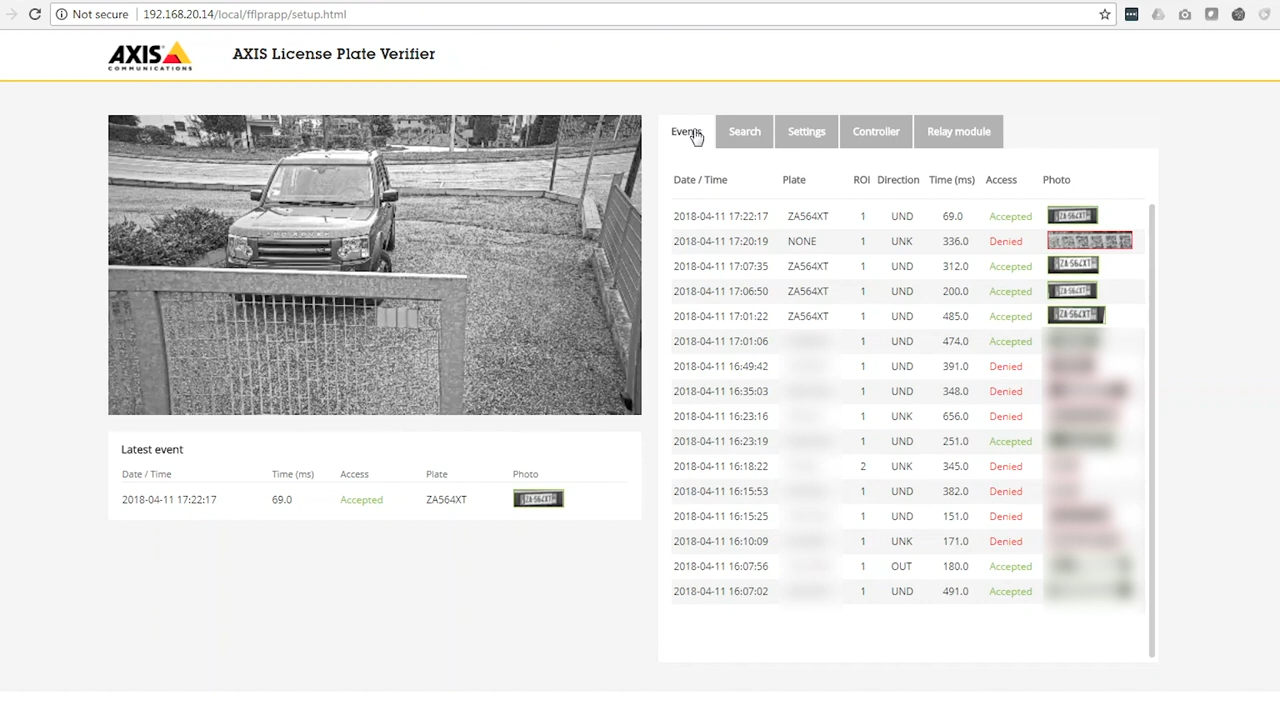 Not secure 192.168.20.14/local/fflprapp/setup.html
AXIS COMMUNICATIONS AXIS License Plate Verifier
Events Search Settings Controller Relay module
Date / Time Plate ROI Direction Time (ms) Access Photo
2018-04-11 17:22:17 ZA564XT 1 UND 69.0 Accepted ZA 564XT
2018-04-11 17:20:19 NONE 1 UNK 336.0 Denied
2018-04-11 17:07:35 ZA564XT 1 UND 312.0 Accepted ZA 564XT
2018-04-11 17:06:50 ZA564XT 1 UND 200.0 Accepted ZA 564XT
2018-04-11 17:01:22 ZA564XT 1 UND 485.0 Accepted ZA 564XT
2018-04-11 17:01:06 1 UND 474.0 Accepted
2018-04-11 16:49:42 1 UND 391.0 Denied
2018-04-11 16:35:03 1 UND 348.0 Denied
2018-04-11 16:23:16 1 UNK 656.0 Denied
2018-04-11 16:23:19 1 UND 251.0 Accepted
2018-04-11 16:18:22 2 UNK 345.0 Denied
2018-04-11 16:15:53 1 UND 382.0 Denied
2018-04-11 16:15:25 1 UND 151.0 Denied
2018-04-11 16:10:09 1 UNK 171.0 Denied
2018-04-11 16:07:56 1 OUT 180.0 Accepted
2018-04-11 16:07:02 1 UND 491.0 Accepted
Latest event
Date / Time Time (ms) Access Plate Photo
2018-04-11 17:22:17 69.0 Accepted ZA564XT ZA 564XT